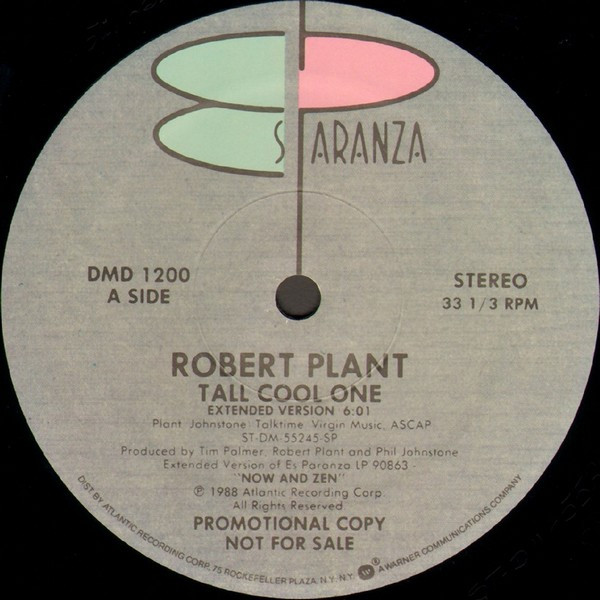 ES PARANZA
DMD 1200
A SIDE
STEREO
33 1/3 RPM
ROBERT PLANT
TALL COOL ONE
EXTENDED VERSION 6:01
Plant, Johnstone, Talktime, Virgin Music, ASCAP
ST-DM-55245-SP
Produced by Tim Palmer, Robert Plant and Phil Johnstone
Extended Version of Es Paranza LP 90863 -
"NOW AND ZEN"
℗ 1988 Atlantic Recording Corp.
All Rights Reserved
PROMOTIONAL COPY
NOT FOR SALE
DIST BY ATLANTIC RECORDING CORP. 75 ROCKEFELLER PLAZA, N.Y. N.Y. ® A WARNER COMMUNICATIONS COMPANY